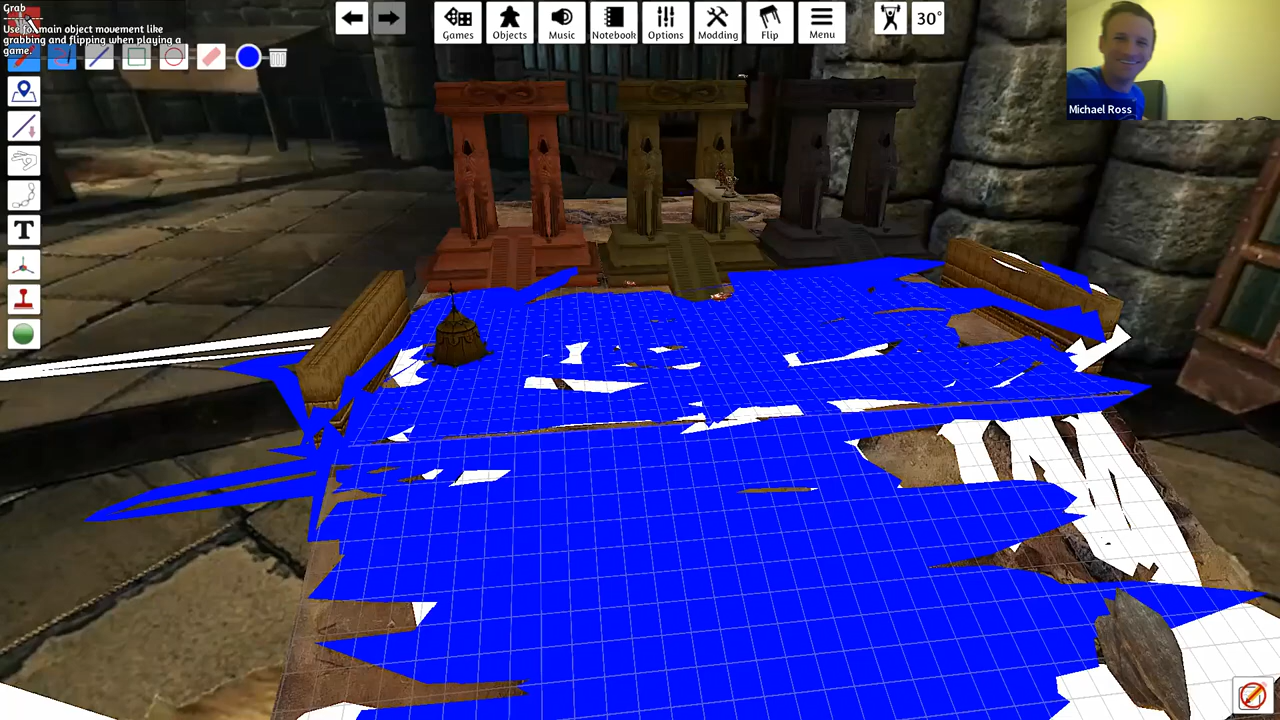 Grab
Use for main object movement like
grabbing and flipping when playing a
game.
Games
Objects
Music
Notebook
Options
Modding
Flip
Menu
30°
Michael Ross
T